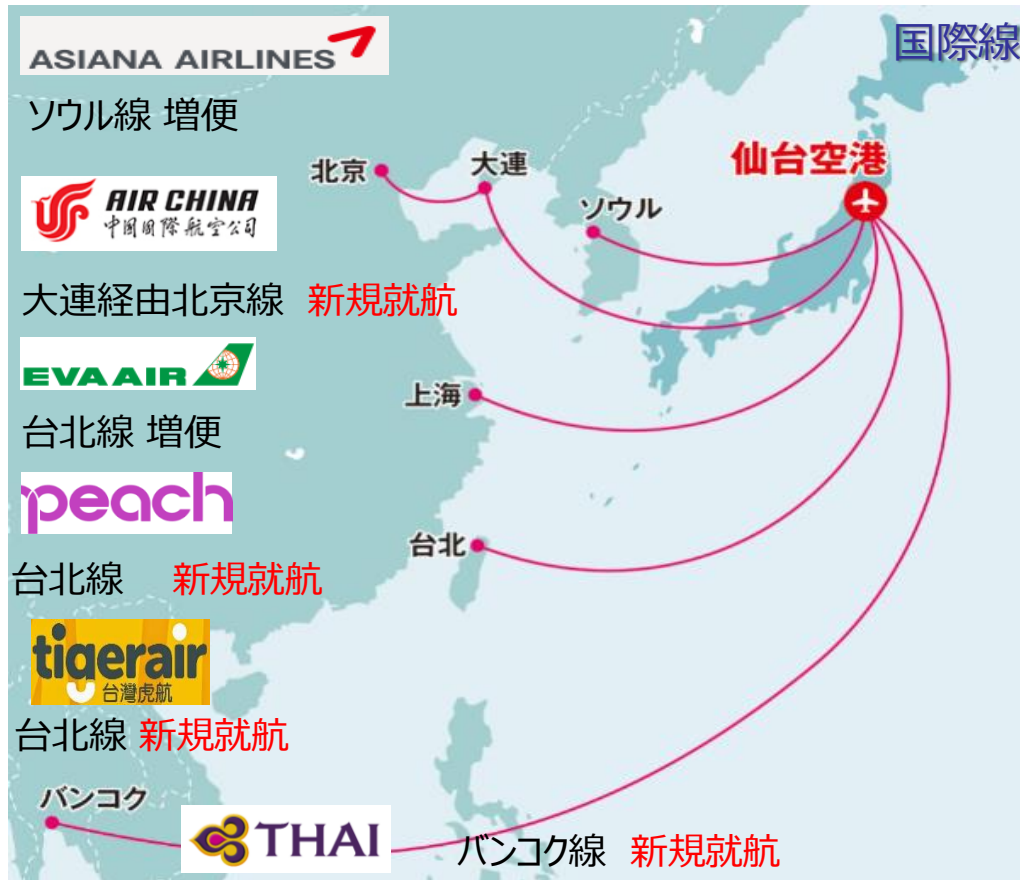 ASIANA AIRLINES
国際線
ソウル線 増便
仙台空港
北京
大連
ソウル
AIR CHINA
中国国際航空公司
大連経由北京線 新規就航
EVA AIR
上海
台北線 増便
peach
台北
台北線 新規就航
tigerair
台灣虎航
台北線 新規就航
バンコク
THAI
バンコク線 新規就航